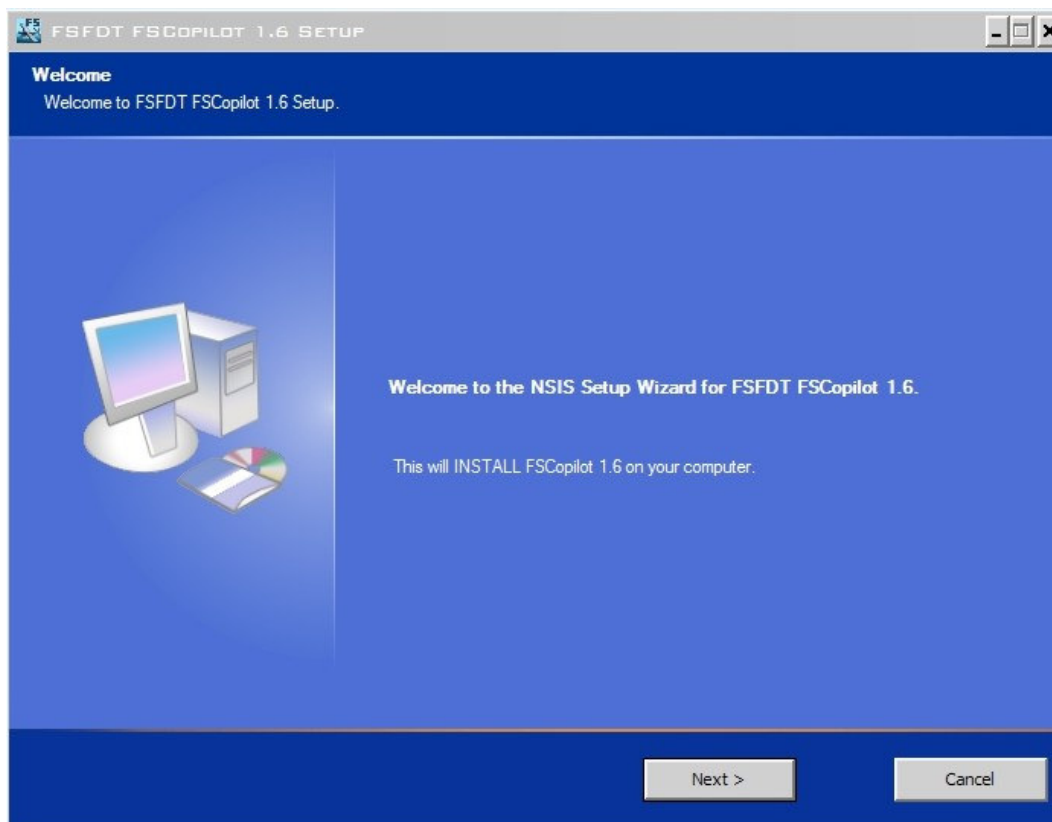 FSFDT FSCopilot 1.6 Setup
Welcome
Welcome to FSFDT FSCopilot 1.6 Setup.
Welcome to the NSIS Setup Wizard for FSFDT FSCopilot 1.6.
This will INSTALL FSCopilot 1.6 on your computer.
Next >
Cancel